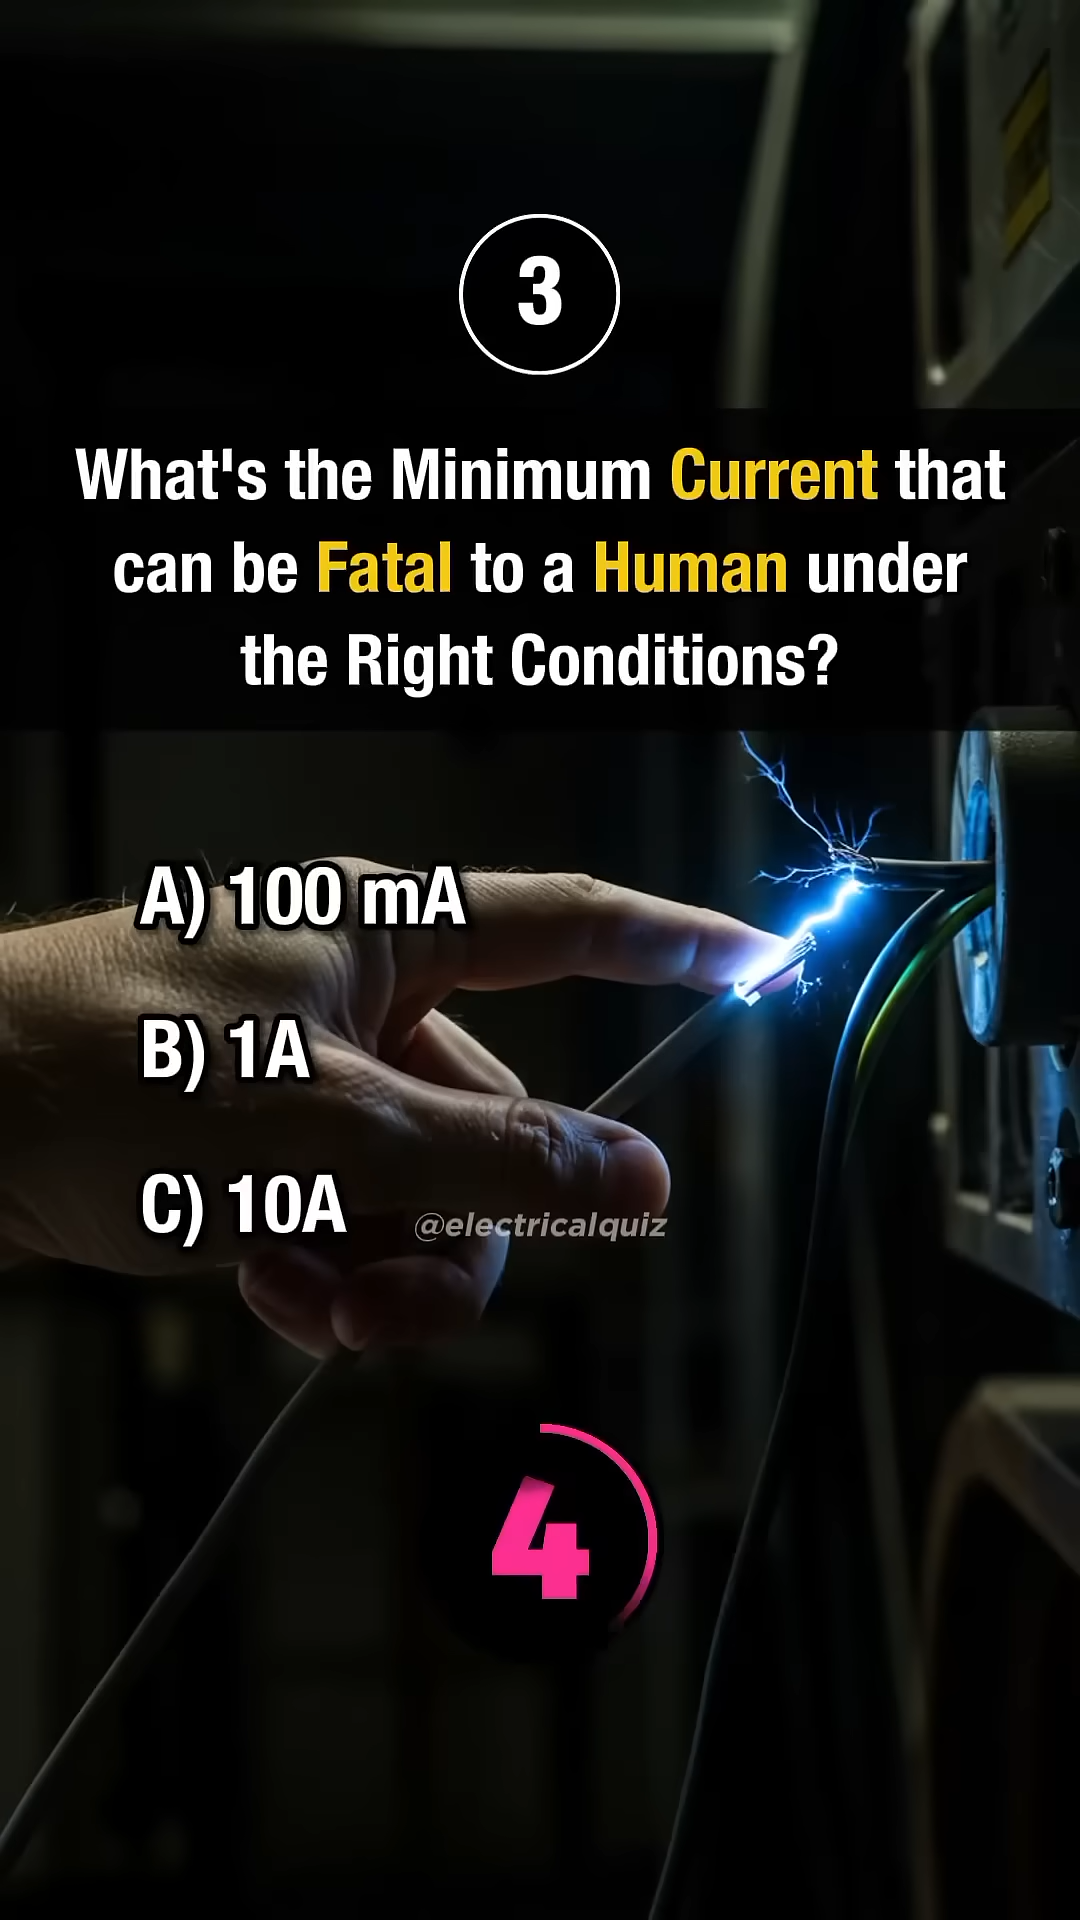 3
What's the Minimum Current that
can be Fatal to a Human under
the Right Conditions?
A) 100 mA
B) 1A
C) 10A
@electricalquiz
4